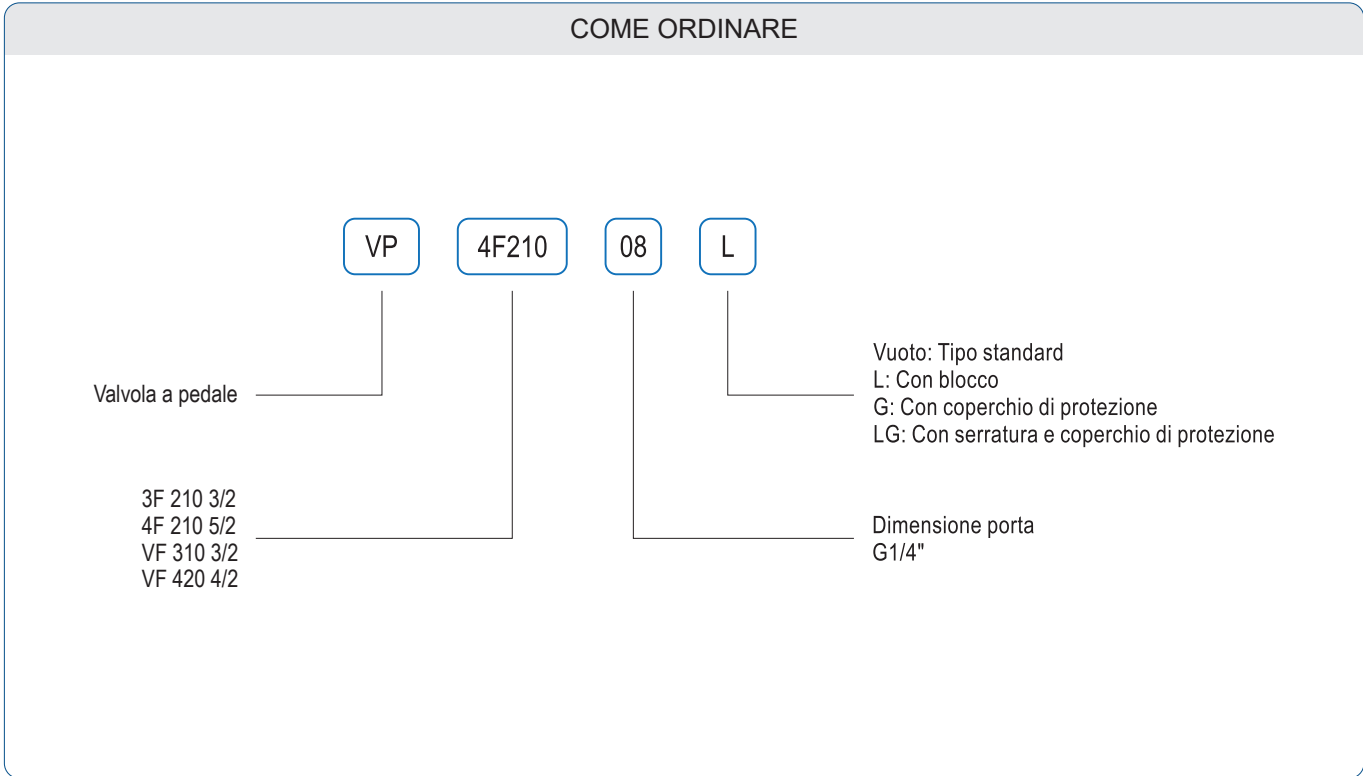 COME ORDINARE
VP 4F210 08 L
Valvola a pedale
Vuoto: Tipo standard
L: Con blocco
G: Con coperchio di protezione
LG: Con serratura e coperchio di protezione
3F 210 3/2
4F 210 5/2
VF 310 3/2
VF 420 4/2
Dimensione porta
G1/4"